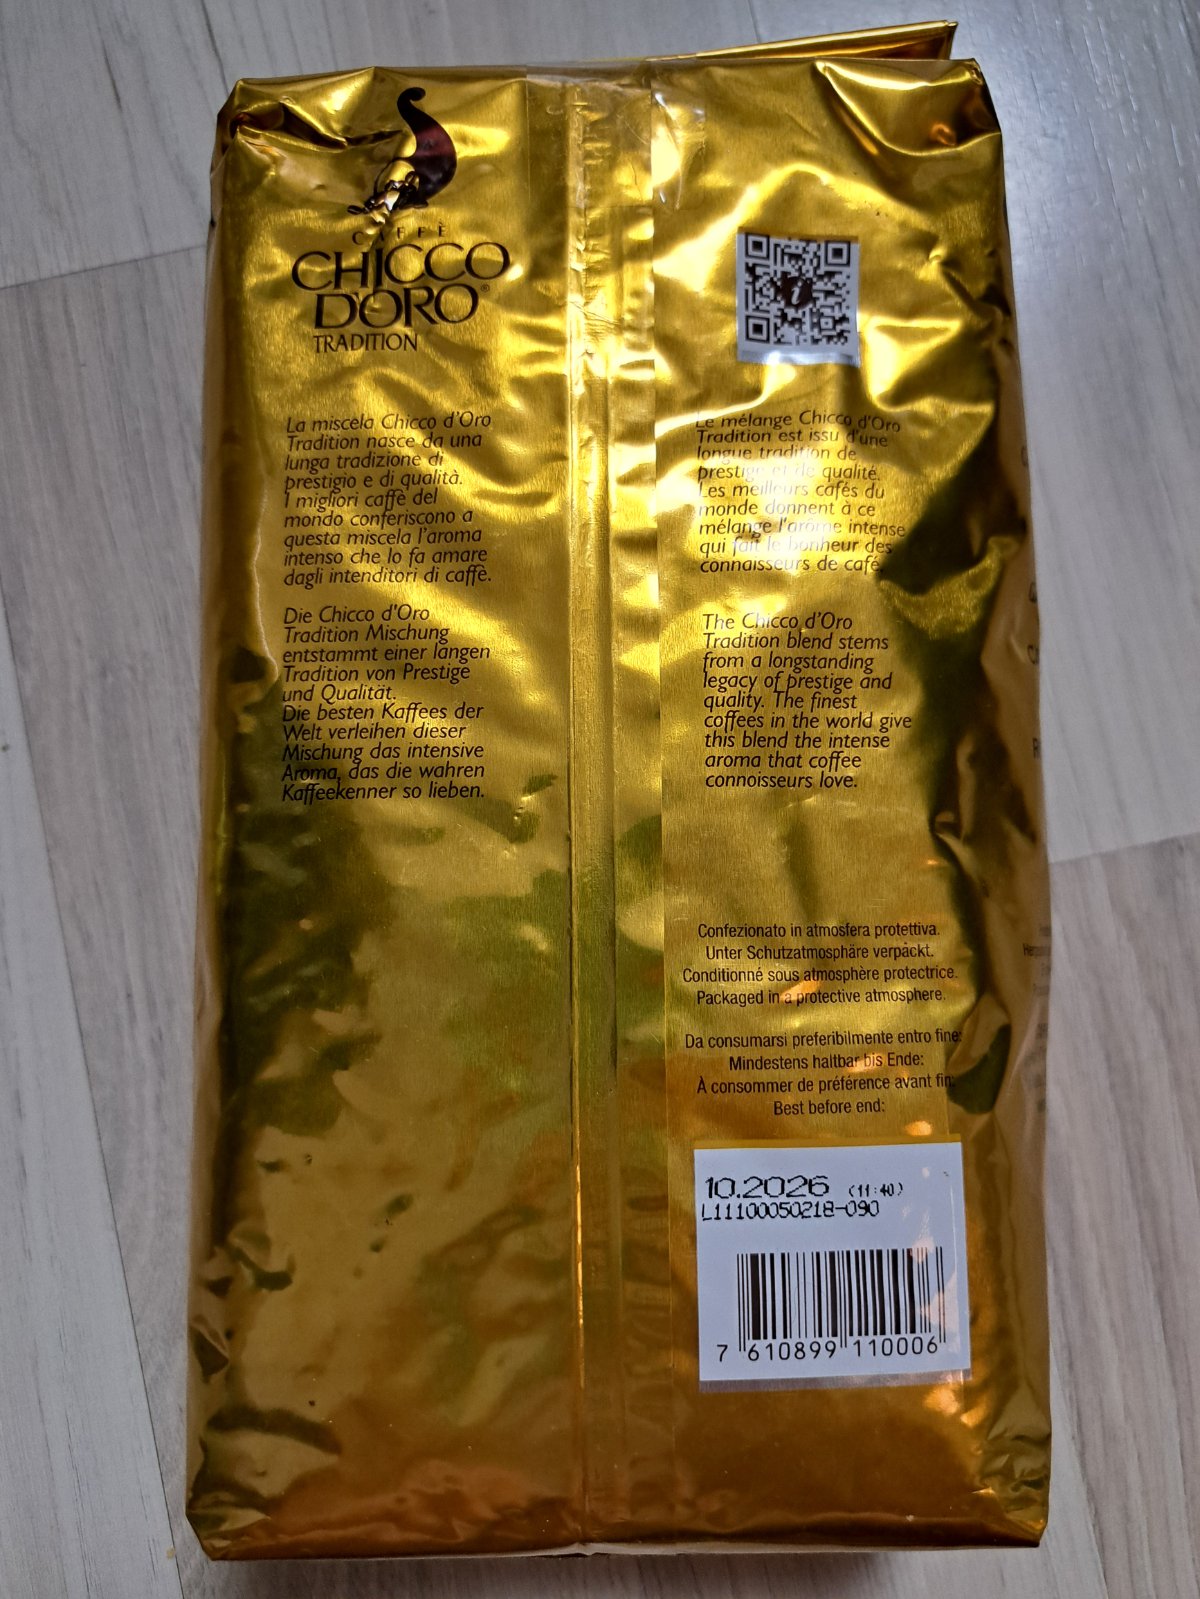 CAFFÈ
CHICCO
D'ORO®
TRADITION
La miscela Chicco d'Oro
Tradition nasce da una
lunga tradizione di
prestigio e di qualità.
I migliori caffè del
mondo conferiscono a
questa miscela l'aroma
intenso che lo fa amare
dagli intenditori di caffè.
Die Chicco d'Oro
Tradition Mischung
entstammt einer langen
Tradition von Prestige
und Qualität.
Die besten Kaffees der
Welt verleihen dieser
Mischung das intensive
Aroma, das die wahren
Kaffeekenner so lieben.
i
Le mélange Chicco d'Oro
Tradition est issu d'une
longue tradition de
prestige et de qualité.
Les meilleurs cafés du
monde donnent à ce
mélange l'arôme intense
qui fait le bonheur des
connaisseurs de café.
The Chicco d'Oro
Tradition blend stems
from a longstanding
legacy of prestige and
quality. The finest
coffees in the world give
this blend the intense
aroma that coffee
connoisseurs love.
Confezionato in atmosfera protettiva.
Unter Schutzatmosphäre verpackt.
Conditionné sous atmosphère protectrice.
Packaged in a protective atmosphere.
Da consumarsi preferibilmente entro fine:
Mindestens haltbar bis Ende:
À consommer de préférence avant fin:
Best before end:
10.2026 (11:40)
L11100050218-090
7 610899 110006